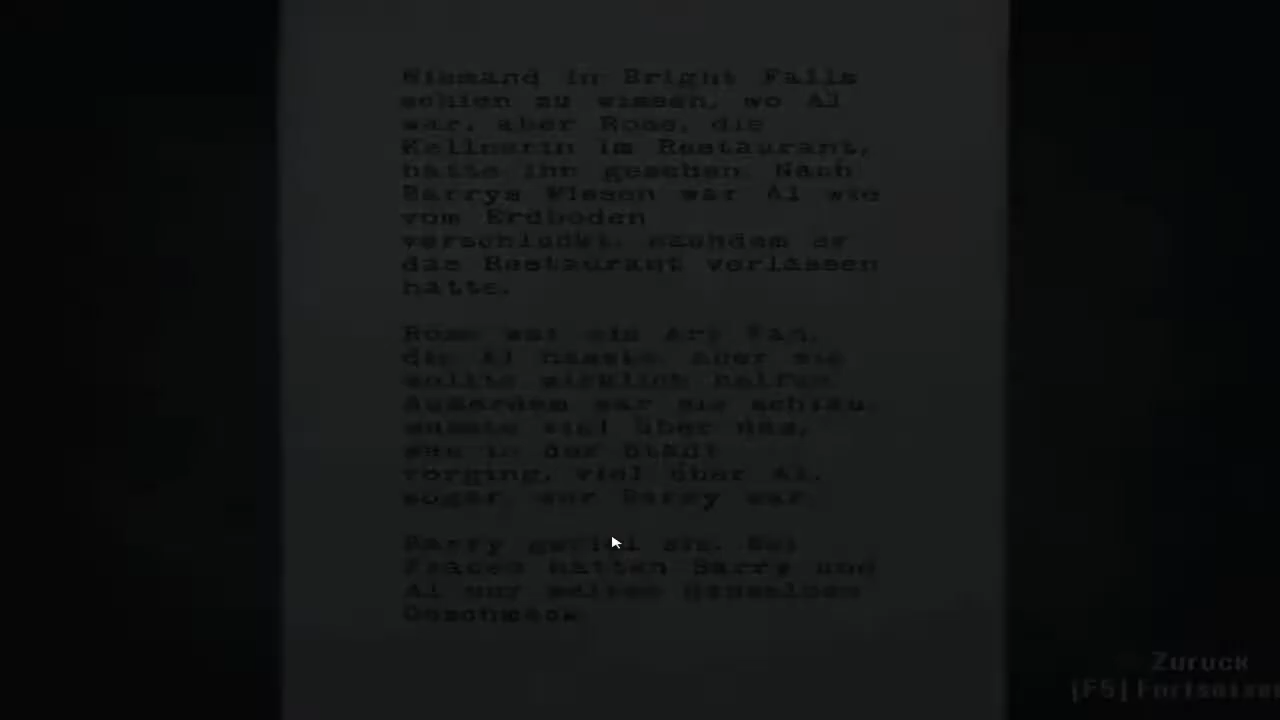 Niemand in Bright Falls
schien zu wissen, wo Al
war, aber Rose, die
Kellnerin im Restaurant,
hatte ihn gesehen. Nach
Barrys Wissen war Al wie
vom Erdboden
verschluckt, nachdem er
das Restaurant verlassen
hatte.
Rose war ein Art Fan,
die Al hasste, aber sie
wollte wirklich helfen.
Außerdem war sie schlau,
wusste viel über das,
was in der Stadt
vorging, viel über Al,
sogar, wer Barry war.
Barry gefiel sie. Bei
Frauen hatten Barry und
Al nur selten denselben
Geschmack.
Zurück
[F5] Fortsetzen